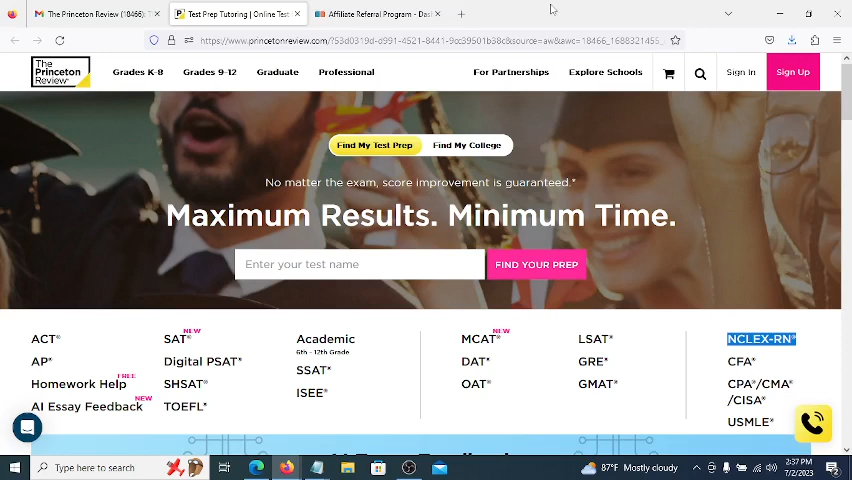 The Princeton Review (18466): T
Test Prep Tutoring | Online Test
Affiliate Referral Program - Das
https://www.princetonreview.com/?53d0319d-d991-4521-8441-9cc39501b38c&source=aw&awc=18466_1688321455_
The
Princeton
Review®
Grades K-8
Grades 9-12
Graduate
Professional
For Partnerships
Explore Schools
Sign In
Sign Up
Find My Test Prep
Find My College
No matter the exam, score improvement is guaranteed.*
Maximum Results. Minimum Time.
Enter your test name
FIND YOUR PREP
ACT®
AP®
Homework Help FREE
AI Essay Feedback NEW
SAT® NEW
Digital PSAT®
SHSAT®
TOEFL®
Academic
6th - 12th Grade
SSAT®
ISEE®
MCAT® NEW
DAT®
OAT®
LSAT®
GRE®
GMAT®
NCLEX-RN®
CFA®
CPA®/CMA®
/CISA®
USMLE®
Type here to search
87°F Mostly cloudy
2:37 PM
7/2/2023